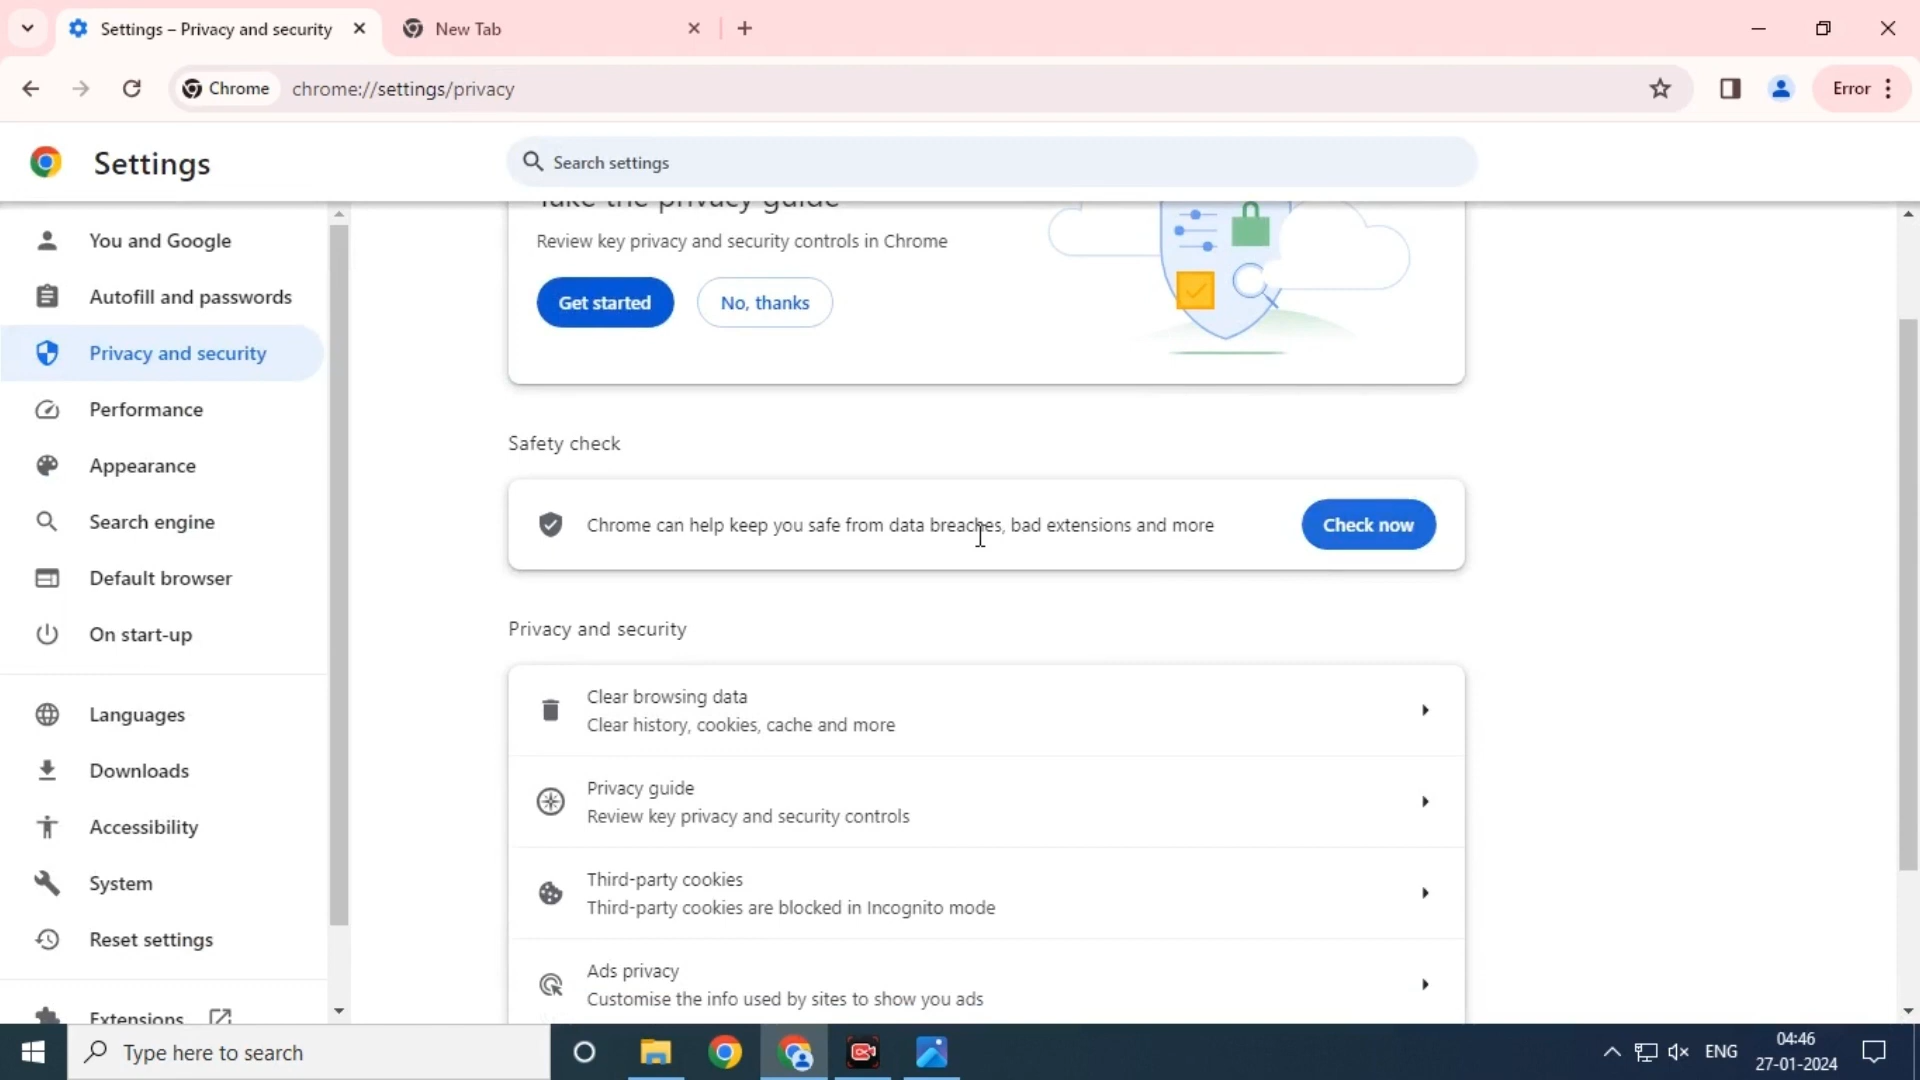 Settings – Privacy and security
New Tab
Chrome
chrome://settings/privacy
Error
Settings
Search settings
You and Google
Autofill and passwords
Privacy and security
Performance
Appearance
Search engine
Default browser
On start-up
Languages
Downloads
Accessibility
System
Reset settings
Extensions
Take the privacy guide
Review key privacy and security controls in Chrome
Get started
No, thanks
Safety check
Chrome can help keep you safe from data breaches, bad extensions and more
Check now
Privacy and security
Clear browsing data
Clear history, cookies, cache and more
Privacy guide
Review key privacy and security controls
Third-party cookies
Third-party cookies are blocked in Incognito mode
Ads privacy
Customise the info used by sites to show you ads
Type here to search
ENG
04:46
27-01-2024